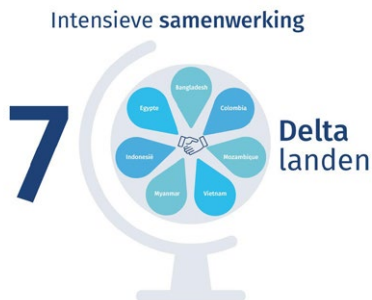 Intensieve samenwerking
7
Delta
landen
Bangladesh
Colombia
Mozambique
Vietnam
Myanmar
Indonesië
Egypte